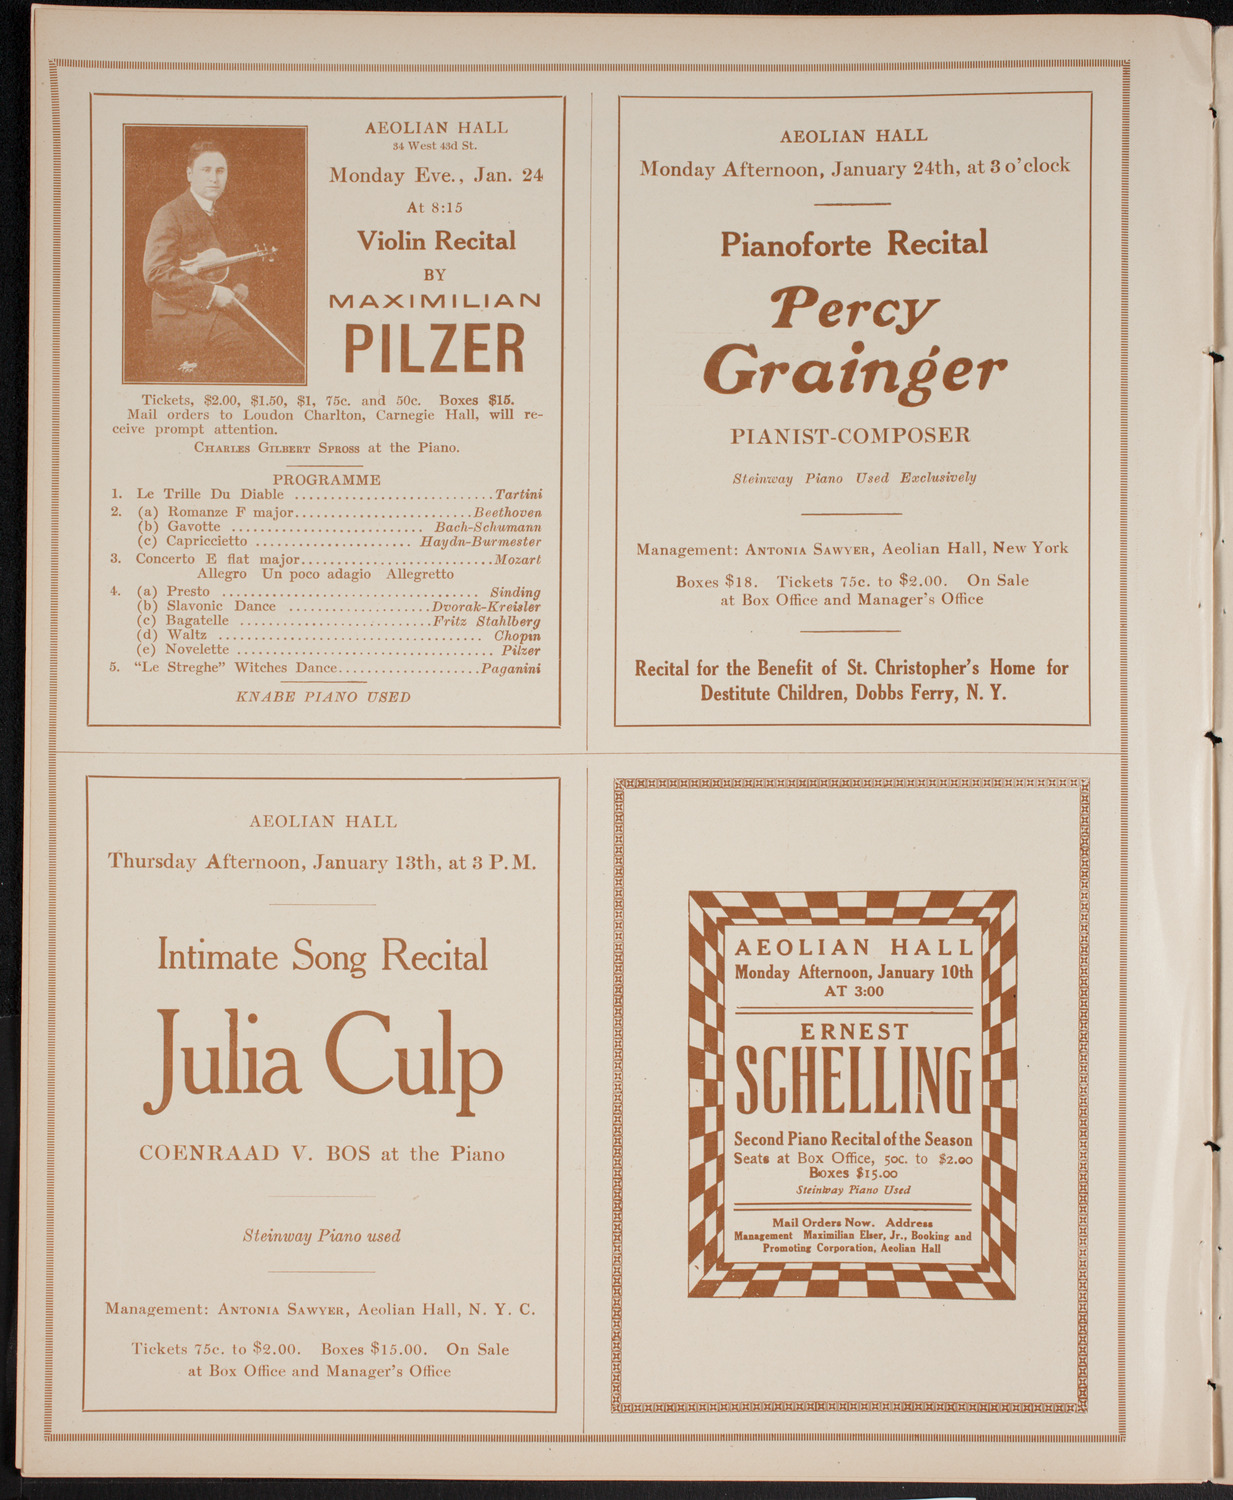 AEOLIAN HALL
34 West 43d St.
Monday Eve., Jan. 24
At 8:15
Violin Recital
BY
MAXIMILIAN
PILZER
Tickets, $2.00, $1.50, $1, 75c. and 50c. Boxes $15.
Mail orders to Loudon Charlton, Carnegie Hall, will re-
ceive prompt attention.
CHARLES GILBERT SPROSS at the Piano.
PROGRAMME
1. Le Trille Du Diable ........................... Tartini
2. (a) Romanze F major........................ Beethoven
(b) Gavotte .......................... Bach-Schumann
(c) Capriccietto ..................... Haydn-Burmester
3. Concerto E flat major.......................... Mozart
Allegro Un poco adagio Allegretto
4. (a) Presto .................................. Sinding
(b) Slavonic Dance ................... Dvorak-Kreisler
(c) Bagatelle .......................... Fritz Stahlberg
(d) Waltz ................................... Chopin
(e) Novelette .................................. Pilzer
5. "Le Streghe" Witches Dance................... Paganini
KNABE PIANO USED
AEOLIAN HALL
Monday Afternoon, January 24th, at 3 o'clock
Pianoforte Recital
Percy
Grainger
PIANIST-COMPOSER
Steinway Piano Used Exclusively
Management: ANTONIA SAWYER, Aeolian Hall, New York
Boxes $18. Tickets 75c. to $2.00. On Sale
at Box Office and Manager's Office
Recital for the Benefit of St. Christopher's Home for
Destitute Children, Dobbs Ferry, N. Y.
AEOLIAN HALL
Thursday Afternoon, January 13th, at 3 P.M.
Intimate Song Recital
Julia Culp
COENRAAD V. BOS at the Piano
Steinway Piano used
Management: ANTONIA SAWYER, Aeolian Hall, N. Y. C.
Tickets 75c. to $2.00. Boxes $15.00. On Sale
at Box Office and Manager's Office
AEOLIAN HALL
Monday Afternoon, January 10th
AT 3:00
ERNEST
SCHELLING
Second Piano Recital of the Season
Seats at Box Office, 50c. to $2.00
Boxes $15.00
Steinway Piano Used
Mail Orders Now. Address
Management Maximilian Elser, Jr., Booking and
Promoting Corporation, Aeolian Hall